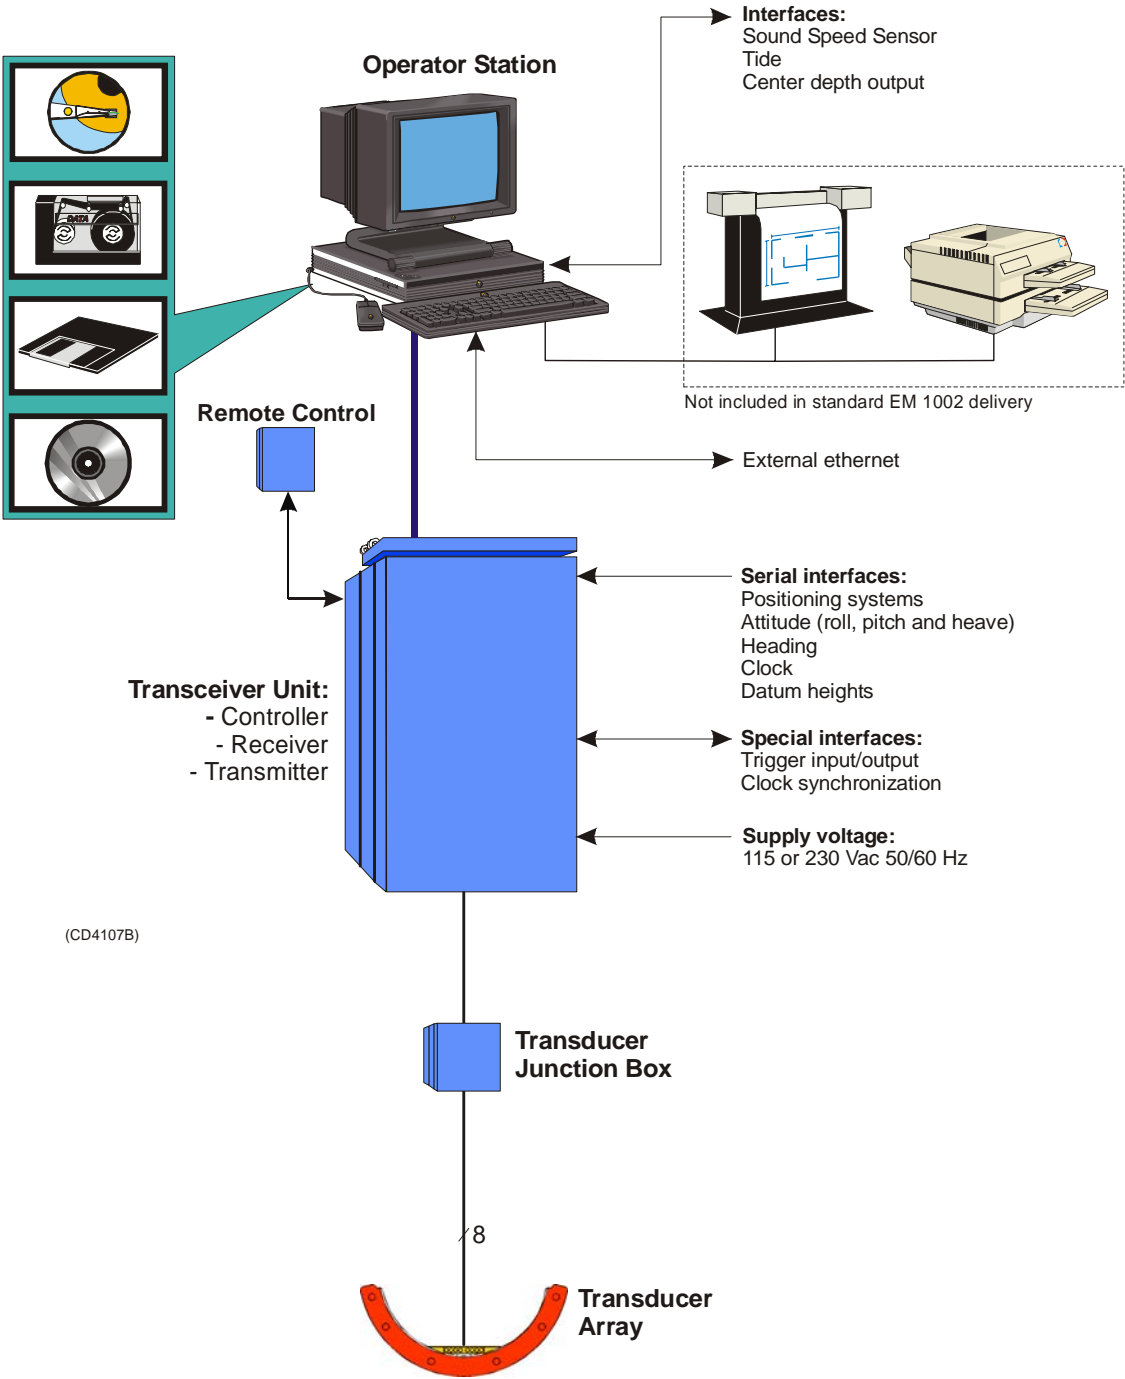 Interfaces:
Sound Speed Sensor
Tide
Center depth output
Operator Station
DATA
Not included in standard EM 1002 delivery
Remote Control
External ethernet
Serial interfaces:
Positioning systems
Attitude (roll, pitch and heave)
Heading
Clock
Datum heights
Transceiver Unit:
- Controller
- Receiver
- Transmitter
Special interfaces:
Trigger input/output
Clock synchronization
Supply voltage:
115 or 230 Vac 50/60 Hz
(CD4107B)
Transducer
Junction Box
8
Transducer
Array